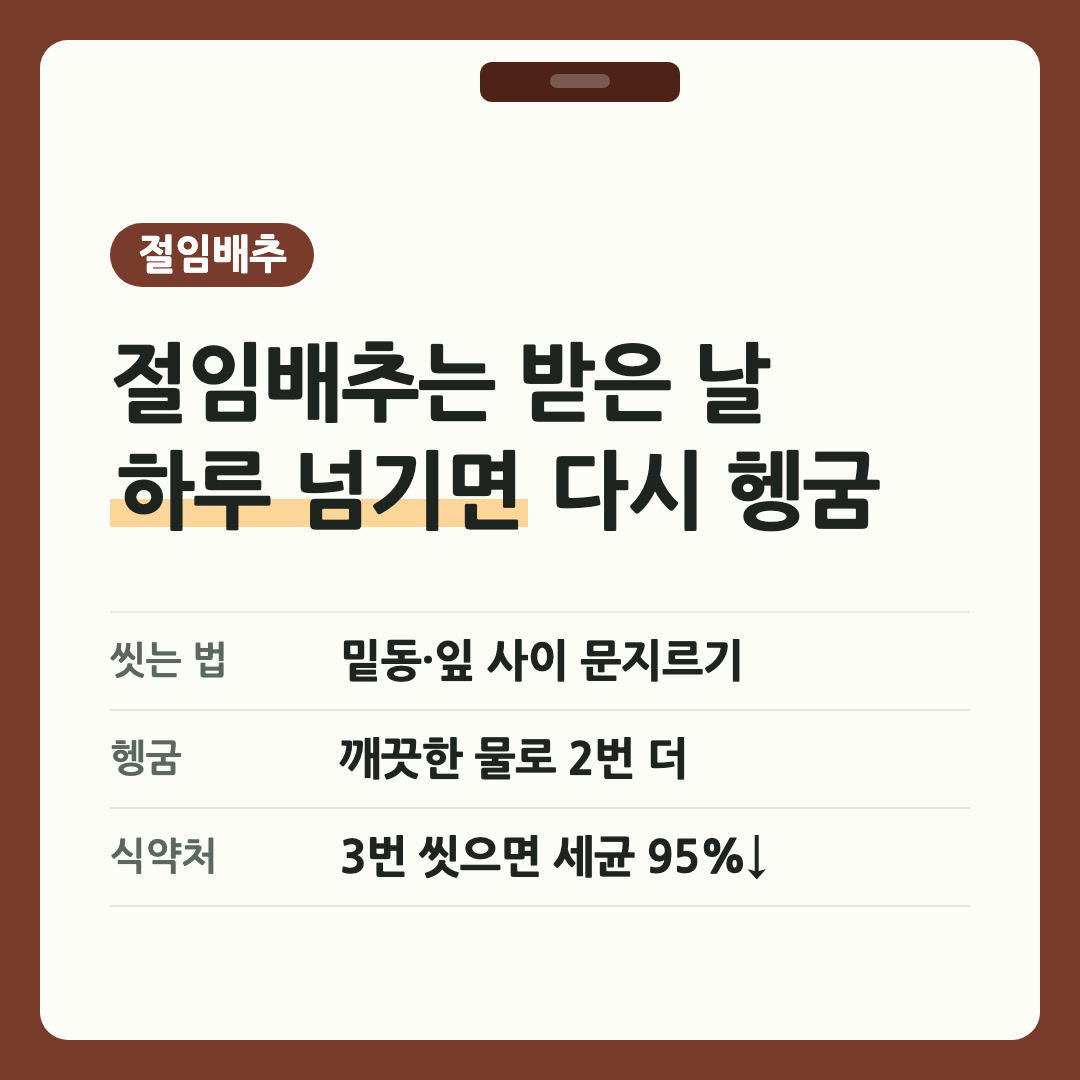 절임배추
절임배추는 받은 날
하루 넘기면 다시 헹굼
씻는 법 밑동·잎 사이 문지르기
헹굼 깨끗한 물로 2번 더
식약처 3번 씻으면 세균 95%↓